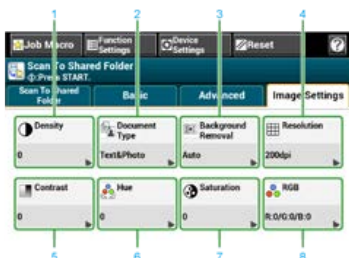 1 2 3 4
Job Macro Function Settings Device Settings Reset ?
Scan To Shared Folder
:Press START.
Scan To Shared Folder Basic Advanced Image Settings
Density Document Type Background Removal Resolution
0 Text&Photo Auto 200dpi
Contrast Hue Saturation RGB
0 0 0 R:0/G:0/B:0
5 6 7 8